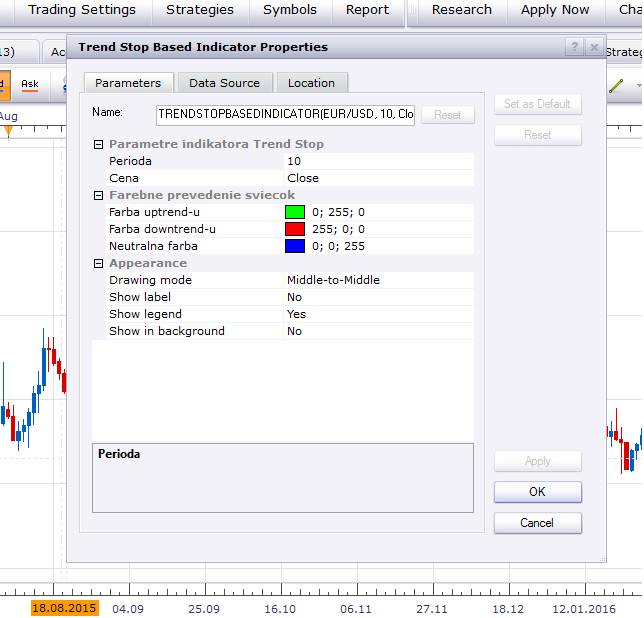 Trading Settings Strategies Symbols Report Research Apply Now Cha
13) Ac Trend Stop Based Indicator Properties ? x Strateg
d Ask
Aug
Parameters Data Source Location
Name: TRENDSTOPBASEDINDICATOR(EUR/USD, 10, Clo Reset
Set as Default
Reset
Parametre indikatora Trend Stop
Perioda 10
Cena Close
Farebne prevedenie sviecok
Farba uptrend-u 0; 255; 0
Farba downtrend-u 255; 0; 0
Neutralna farba 0; 0; 255
Appearance
Drawing mode Middle-to-Middle
Show label No
Show legend Yes
Show in background No
Perioda
Apply
OK
Cancel
18.08.2015 04.09 25.09 16.10 06.11 27.11 18.12 12.01.2016